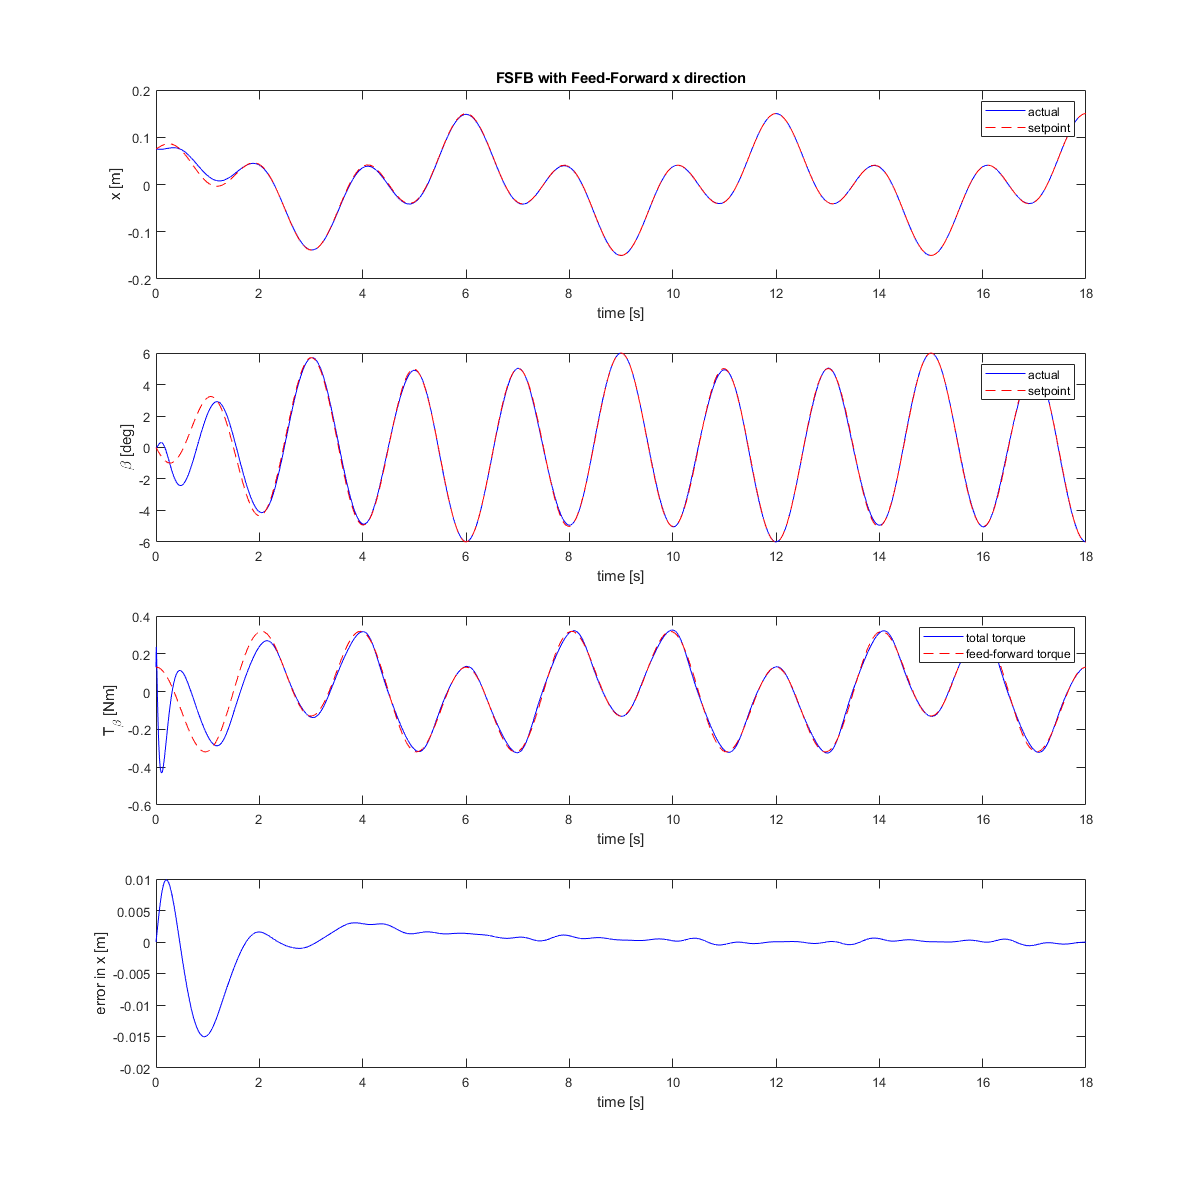 FSFB with Feed-Forward x direction
0.2
0.1
0
-0.1
-0.2
x [m]
actual
setpoint
0 2 4 6 8 10 12 14 16 18
time [s]
6
4
2
0
-2
-4
-6
β [deg]
actual
setpoint
0 2 4 6 8 10 12 14 16 18
time [s]
0.4
0.2
0
-0.2
-0.4
-0.6
Tβ [Nm]
total torque
feed-forward torque
0 2 4 6 8 10 12 14 16 18
time [s]
0.01
0.005
0
-0.005
-0.01
-0.015
-0.02
error in x [m]
0 2 4 6 8 10 12 14 16 18
time [s]